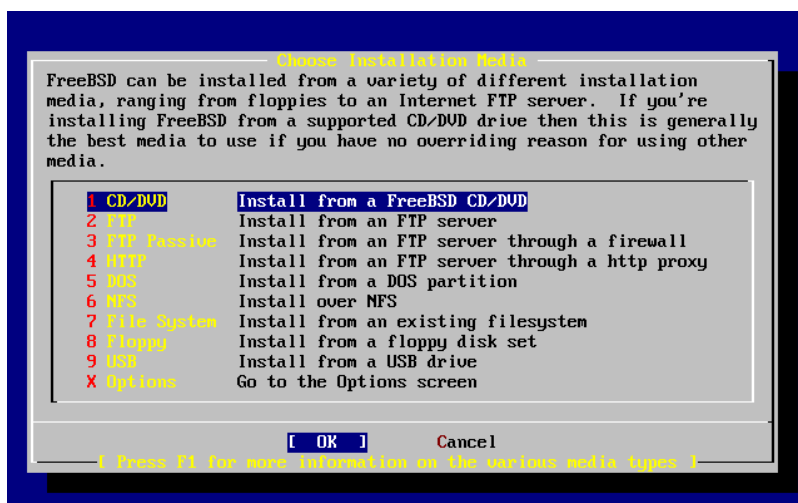 Choose Installation Media
FreeBSD can be installed from a variety of different installation
media, ranging from floppies to an Internet FTP server.  If you're
installing FreeBSD from a supported CD/DVD drive then this is generally
the best media to use if you have no overriding reason for using other
media.
1 CD/DVD Install from a FreeBSD CD/DVD
2 FTP Install from an FTP server
3 FTP Passive Install from an FTP server through a firewall
4 HTTP Install from an FTP server through a http proxy
5 DOS Install from a DOS partition
6 NFS Install over NFS
7 File System Install from an existing filesystem
8 Floppy Install from a floppy disk set
9 USB Install from a USB drive
X Options Go to the Options screen
[ OK ] Cancel
[ Press F1 for more information on the various media types ]